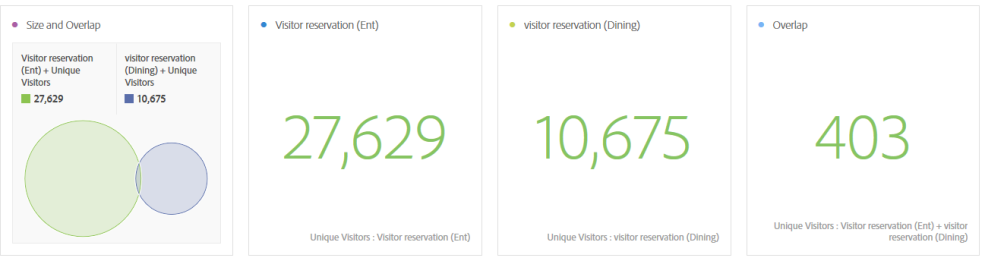 Size and Overlap
Visitor reservation
(Ent) + Unique
Visitors
27,629
visitor reservation
(Dining) + Unique
Visitors
10,675
Visitor reservation (Ent)
27,629
Unique Visitors : Visitor reservation (Ent)
visitor reservation (Dining)
10,675
Unique Visitors : visitor reservation (Dining)
Overlap
403
Unique Visitors : Visitor reservation (Ent) + visitor
reservation (Dining)